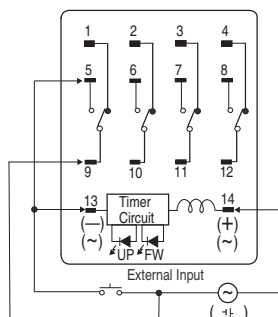 1 2 3 4
5 6 7 8
9 10 11 12
13 Timer Circuit 14
(—) (+)
(~) (~)
UP FW
External Input
(~)